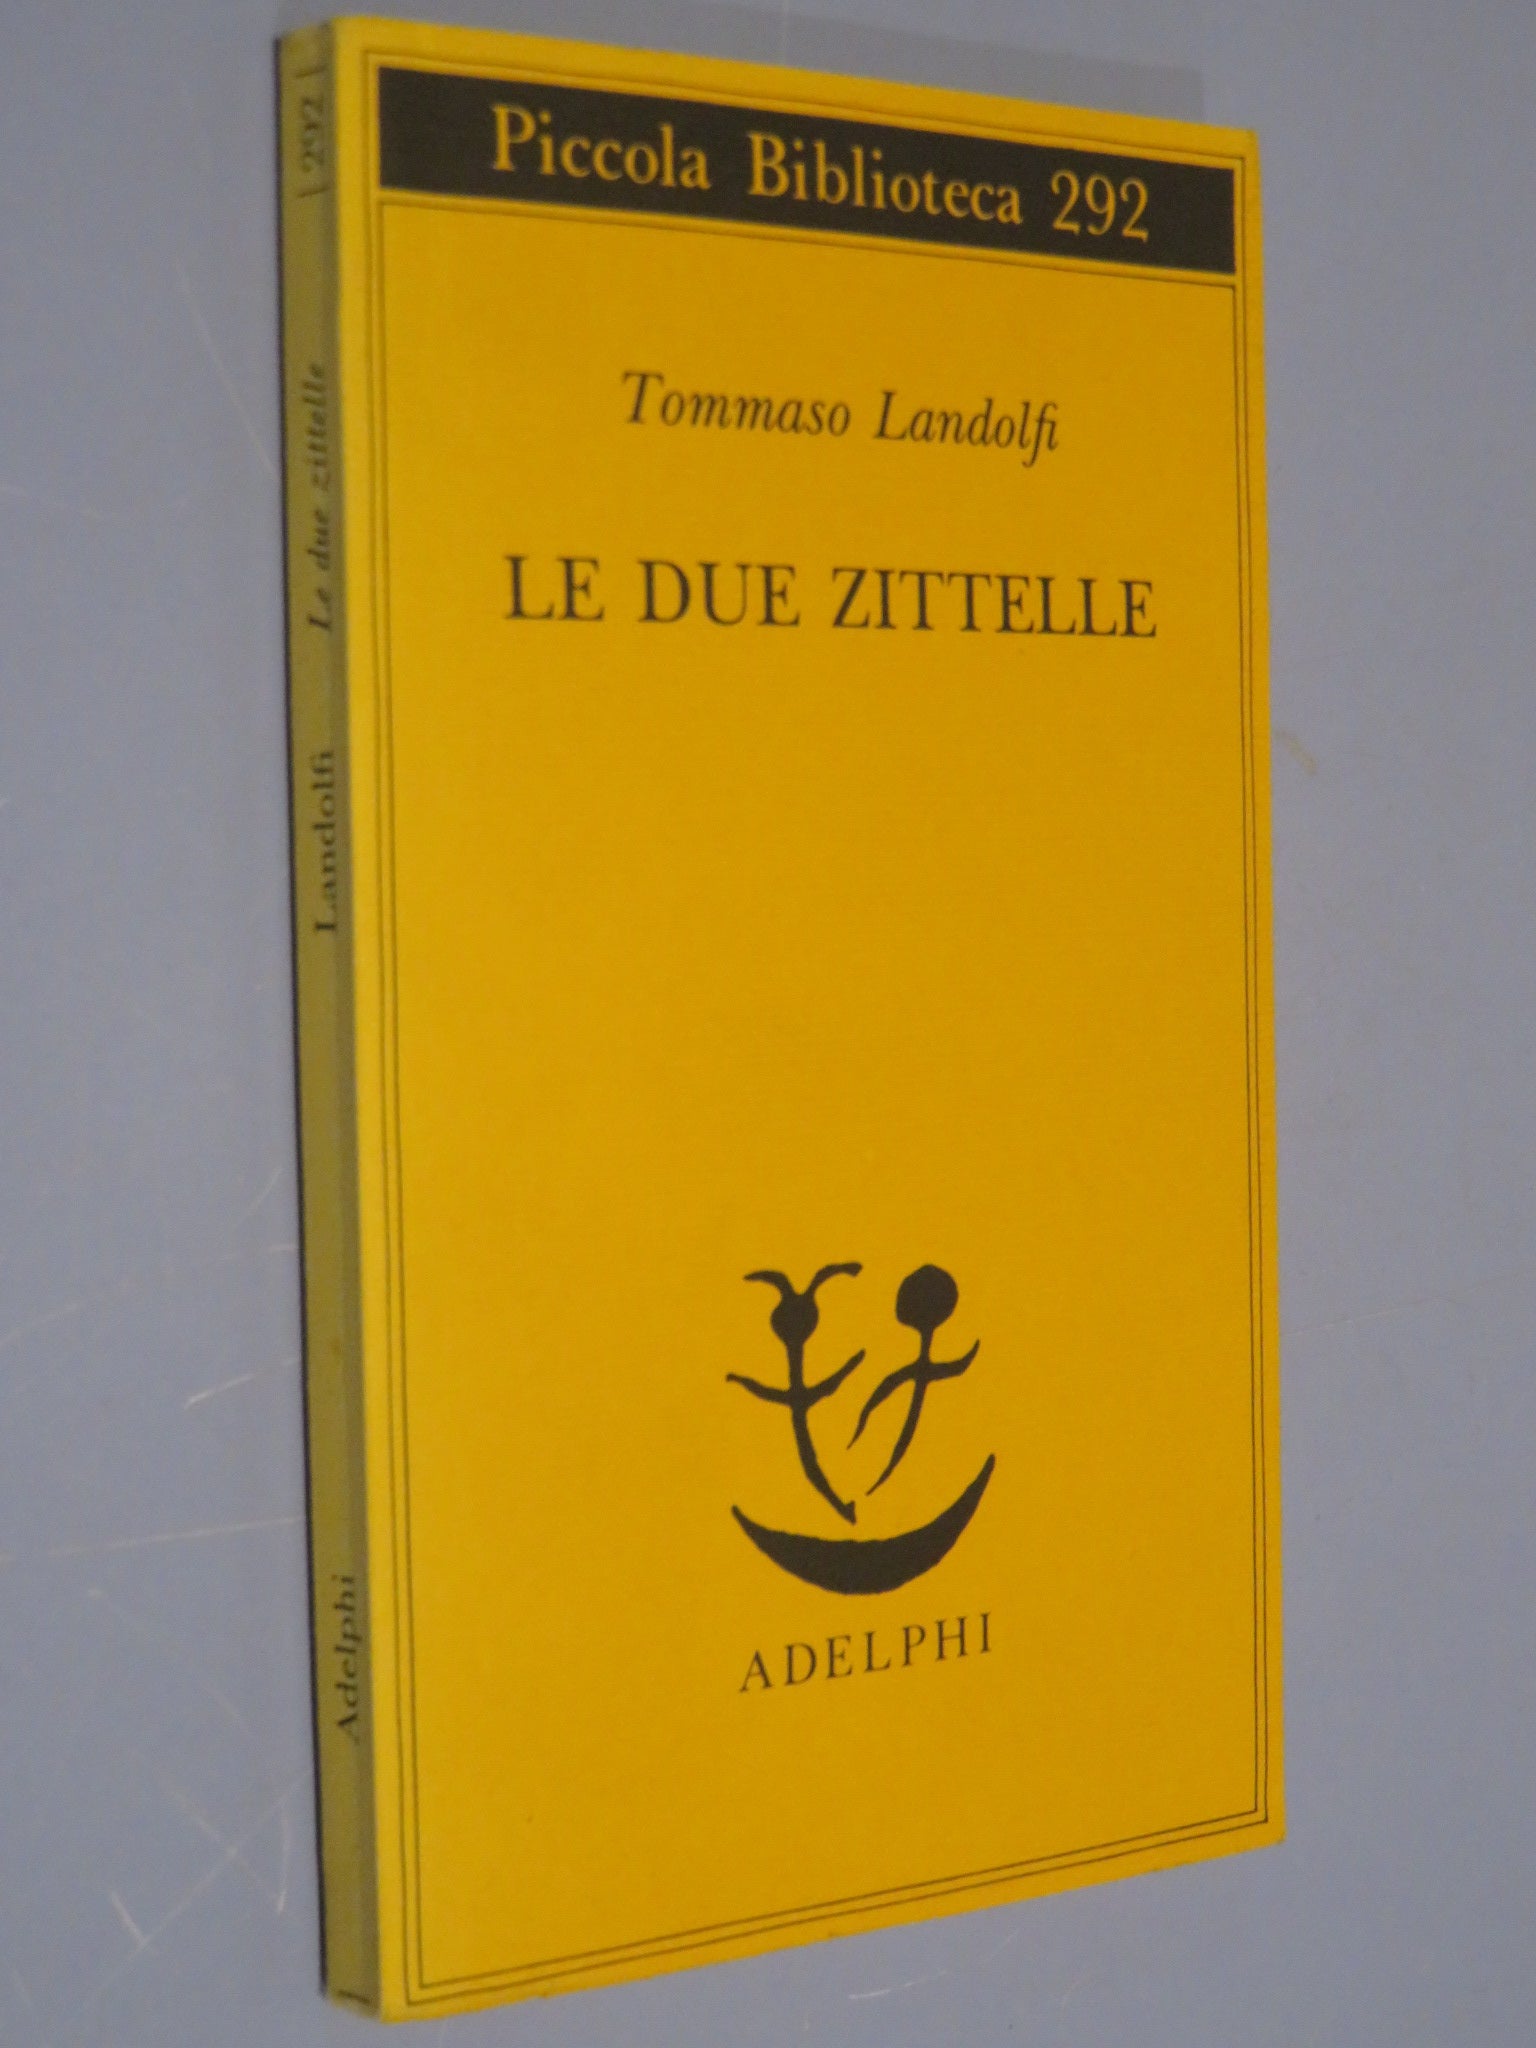 Piccola Biblioteca 292
Tommaso Landolfi
LE DUE ZITTELLE
ADELPHI
292
Le due zittelle
Landolfi
Adelphi